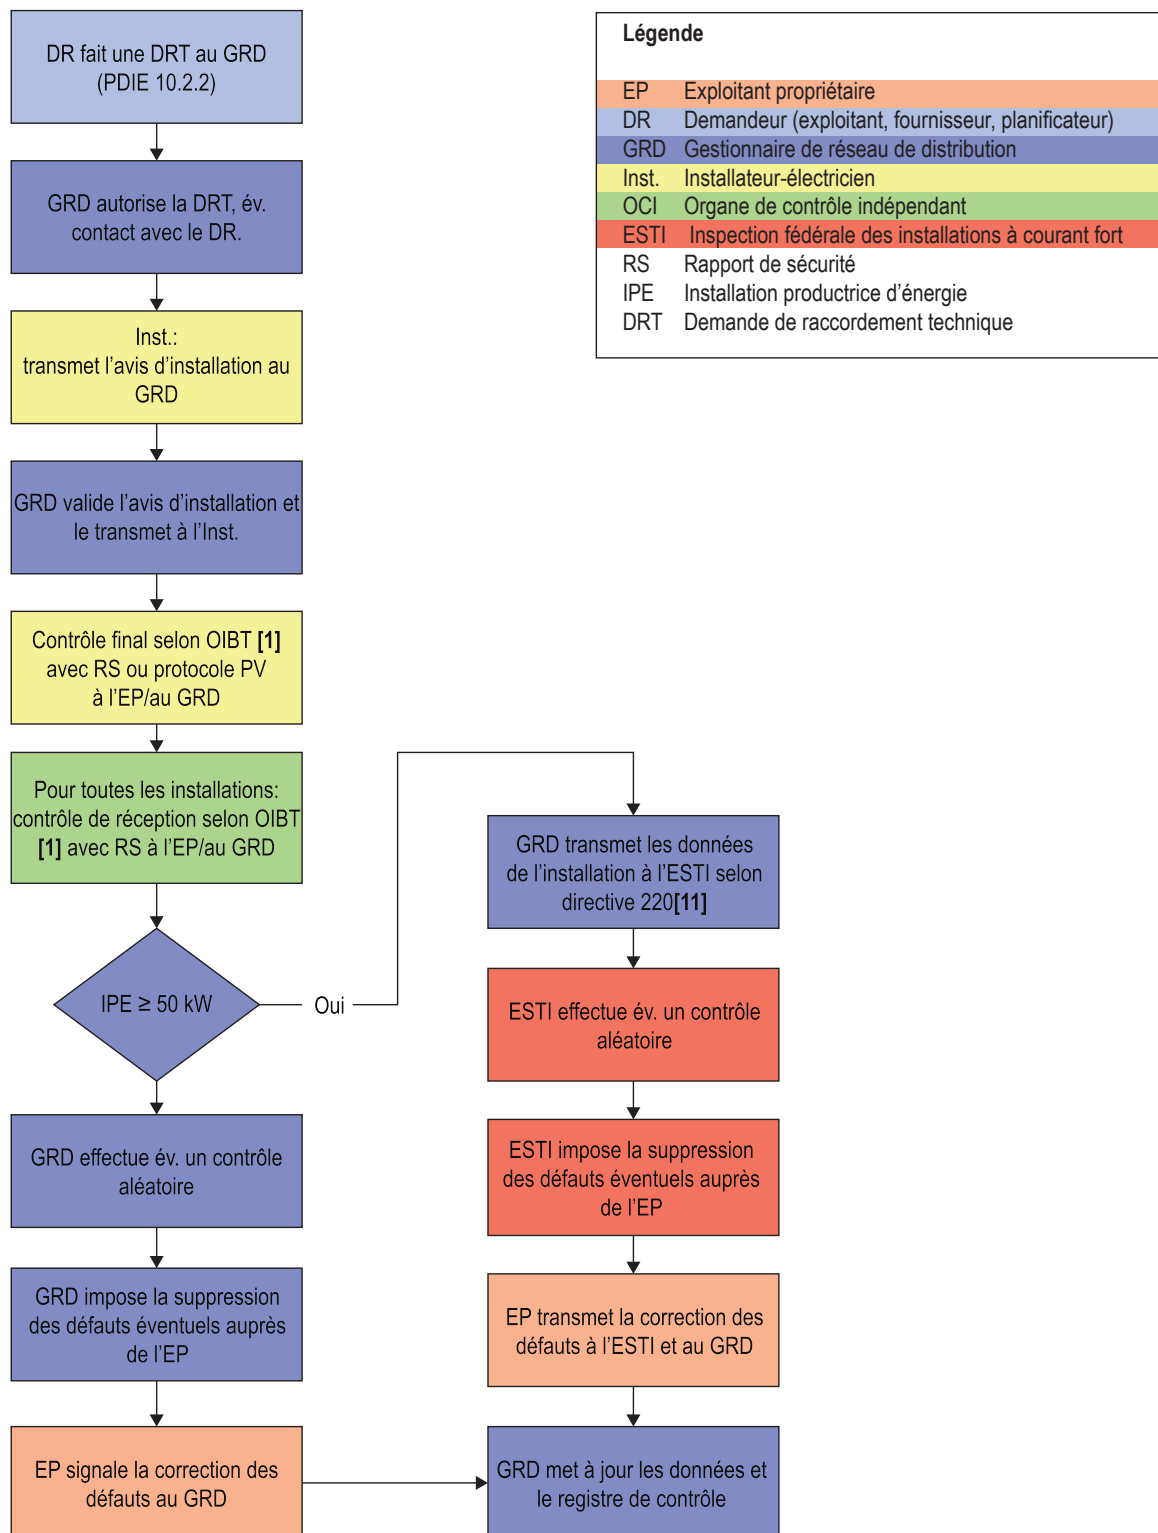 DR fait une DRT au GRD
(PDIE 10.2.2)
GRD autorise la DRT, év.
contact avec le DR.
Inst.:
transmet l'avis d'installation au
GRD
GRD valide l'avis d'installation et
le transmet à l'Inst.
Contrôle final selon OIBT [1]
avec RS ou protocole PV
à l'EP/au GRD
Pour toutes les installations:
contrôle de réception selon OIBT
[1] avec RS à l'EP/au GRD
IPE ≥ 50 kW
Oui
GRD effectue év. un contrôle
aléatoire
GRD impose la suppression
des défauts éventuels auprès
de l'EP
EP signale la correction des
défauts au GRD
GRD transmet les données
de l'installation à l'ESTI selon
directive 220[11]
ESTI effectue év. un contrôle
aléatoire
ESTI impose la suppression
des défauts éventuels auprès
de l'EP
EP transmet la correction des
défauts à l'ESTI et au GRD
GRD met à jour les données et
le registre de contrôle
Légende
EP Exploitant propriétaire
DR Demandeur (exploitant, fournisseur, planificateur)
GRD Gestionnaire de réseau de distribution
Inst. Installateur-électricien
OCI Organe de contrôle indépendant
ESTI Inspection fédérale des installations à courant fort
RS Rapport de sécurité
IPE Installation productrice d'énergie
DRT Demande de raccordement technique